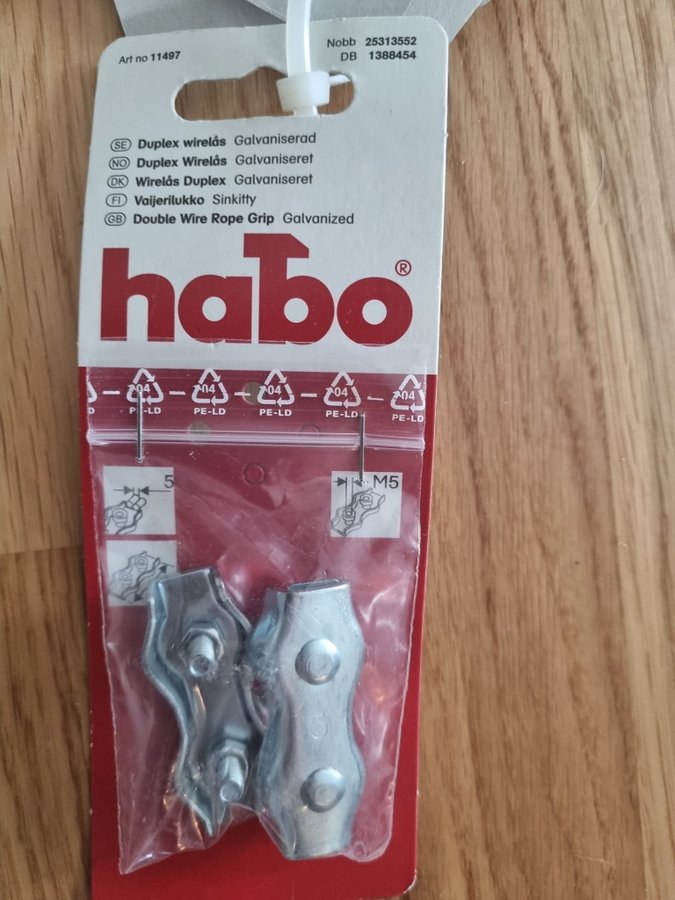 Art no 11497
Nobb 25313552
DB 1388454
SE Duplex wirelås Galvaniserad
NO Duplex Wirelås Galvaniseret
DK Wirelås Duplex Galvaniseret
FI Vaijerilukko Sinkitty
GB Double Wire Rope Grip Galvanized
habo®
04 04 04 04 04
D PE-LD PE-LD PE-LD PE-LD P
5 M5
5